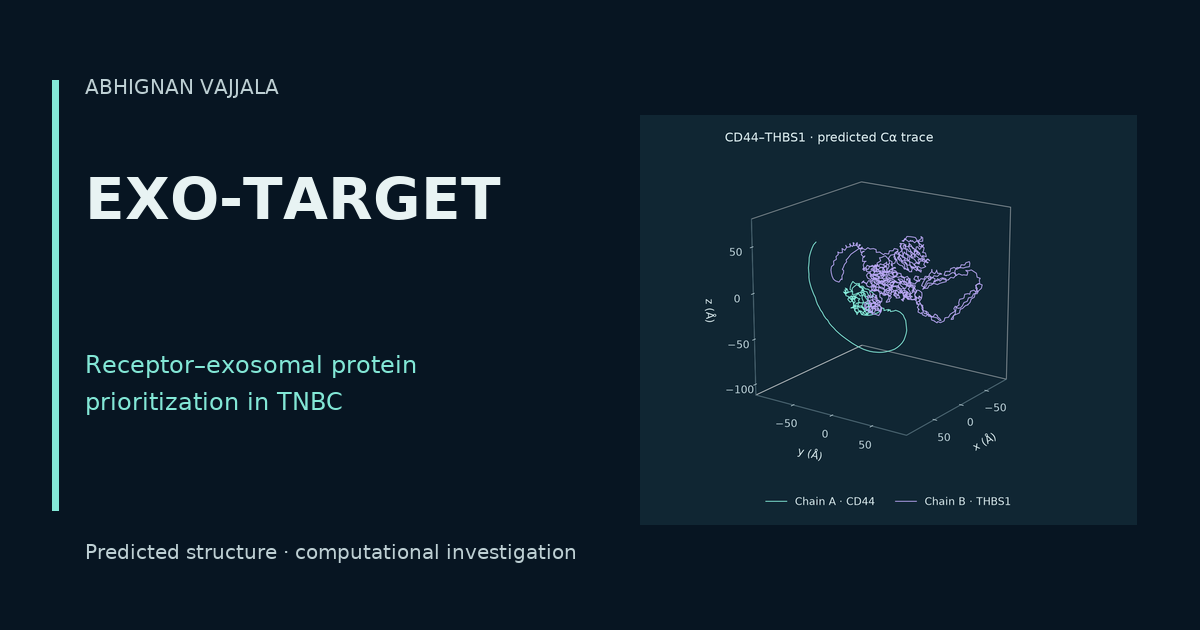 ABHIGNAN VAJJALA
EXO-TARGET
Receptor–exosomal protein
prioritization in TNBC
Predicted structure · computational investigation
CD44–THBS1 · predicted Cα trace
50
0
−50
−100
z (Å)
−50
0
50
y (Å)
50
0
−50
x (Å)
Chain A · CD44
Chain B · THBS1